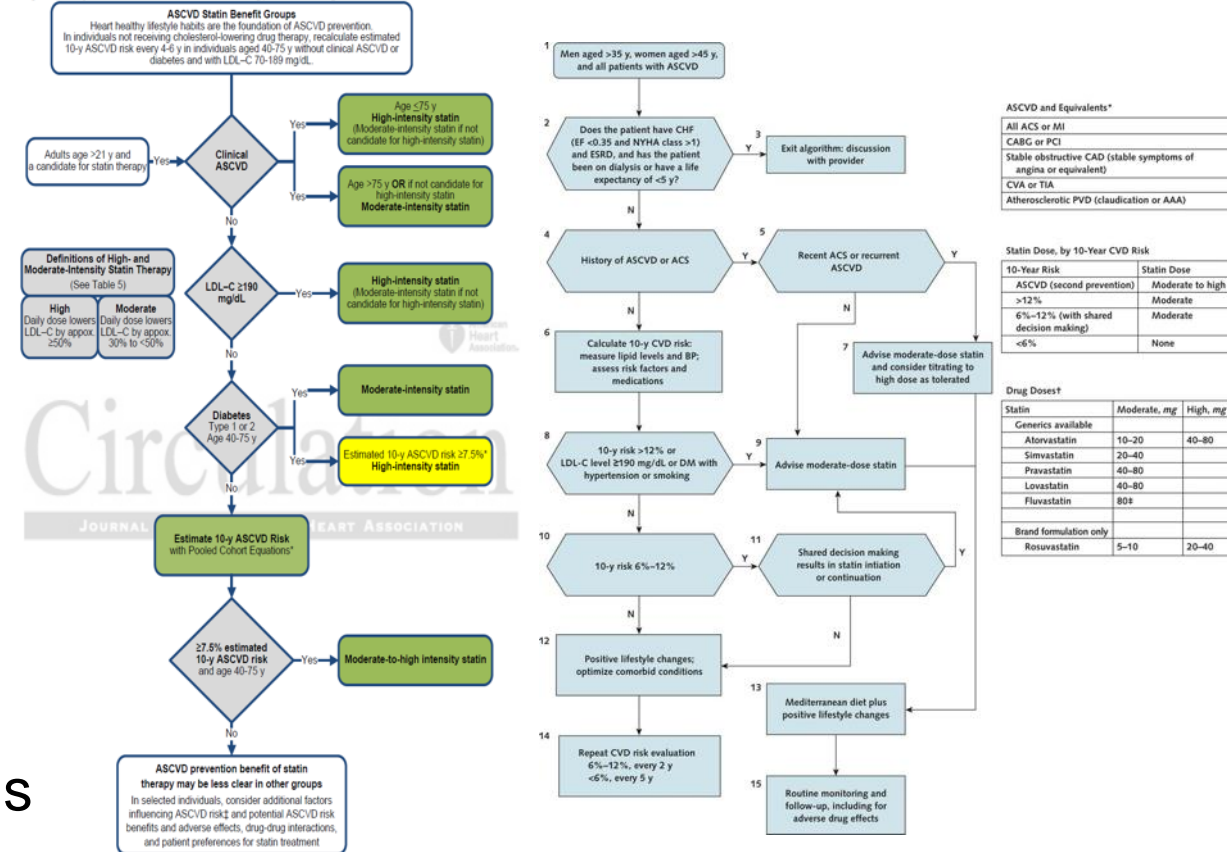 ASCVD Statin Benefit Groups
Heart healthy lifestyle habits are the foundation of ASCVD prevention.
In individuals not receiving cholesterol-lowering drug therapy, recalculate estimated
10-y ASCVD risk every 4-6 y in individuals aged 40-75 y without clinical ASCVD or
diabetes and with LDL–C 70-189 mg/dL.
Adults age >21 y and
a candidate for statin therapy
Yes
Clinical
ASCVD
Yes
Age ≤75 y
High-intensity statin
(Moderate-intensity statin if not
candidate for high-intensity statin)
Yes
Age >75 y OR if not candidate for
high-intensity statin
Moderate-intensity statin
No
Definitions of High- and
Moderate-Intensity Statin Therapy
(See Table 5)
High
Daily dose lowers
LDL–C by appox.
≥50%
Moderate
Daily dose lowers
LDL–C by appox.
30% to <50%
LDL–C ≥190
mg/dL
Yes
High-intensity statin
(Moderate-intensity statin if not
candidate for high-intensity statin)
American
Heart
Association.
No
Diabetes
Type 1 or 2
Age 40-75 y
Yes
Moderate-intensity statin
Yes
Estimated 10-y ASCVD risk ≥7.5%*
High-intensity statin
Circulation
JOURNAL HEART ASSOCIATION
No
Estimate 10-y ASCVD Risk
with Pooled Cohort Equations*
≥7.5% estimated
10-y ASCVD risk
and age 40-75 y
Yes
Moderate-to-high intensity statin
No
ASCVD prevention benefit of statin
therapy may be less clear in other groups
In selected individuals, consider additional factors
influencing ASCVD risk‡ and potential ASCVD risk
benefits and adverse effects, drug-drug interactions,
and patient preferences for statin treatment
s
1
Men aged >35 y, women aged >45 y,
and all patients with ASCVD
2
Does the patient have CHF
(EF <0.35 and NYHA class >1)
and ESRD, and has the patient
been on dialysis or have a life
expectancy of <5 y?
Y
3
Exit algorithm: discussion
with provider
N
4
History of ASCVD or ACS
Y
5
Recent ACS or recurrent
ASCVD
Y
N
N
6
Calculate 10-y CVD risk:
measure lipid levels and BP;
assess risk factors and
medications
7
Advise moderate-dose statin
and consider titrating to
high dose as tolerated
8
10-y risk >12% or
LDL-C level ≥190 mg/dL or DM with
hypertension or smoking
Y
9
Advise moderate-dose statin
N
10
10-y risk 6%–12%
Y
11
Shared decision making
results in statin intiation
or continuation
Y
N
N
12
Positive lifestyle changes;
optimize comorbid conditions
13
Mediterranean diet plus
positive lifestyle changes
14
Repeat CVD risk evaluation
6%–12%, every 2 y
<6%, every 5 y
15
Routine monitoring and
follow-up, including for
adverse drug effects
ASCVD and Equivalents*
All ACS or MI
CABG or PCI
Stable obstructive CAD (stable symptoms of
angina or equivalent)
CVA or TIA
Atherosclerotic PVD (claudication or AAA)
Statin Dose, by 10-Year CVD Risk
10-Year Risk Statin Dose
ASCVD (second prevention) Moderate to high
>12% Moderate
6%–12% (with shared Moderate
decision making)
<6% None
Drug Doses†
Statin Moderate, mg High, mg
Generics available
Atorvastatin 10–20 40–80
Simvastatin 20–40
Pravastatin 40–80
Lovastatin 40–80
Fluvastatin 80‡
Brand formulation only
Rosuvastatin 5–10 20–40